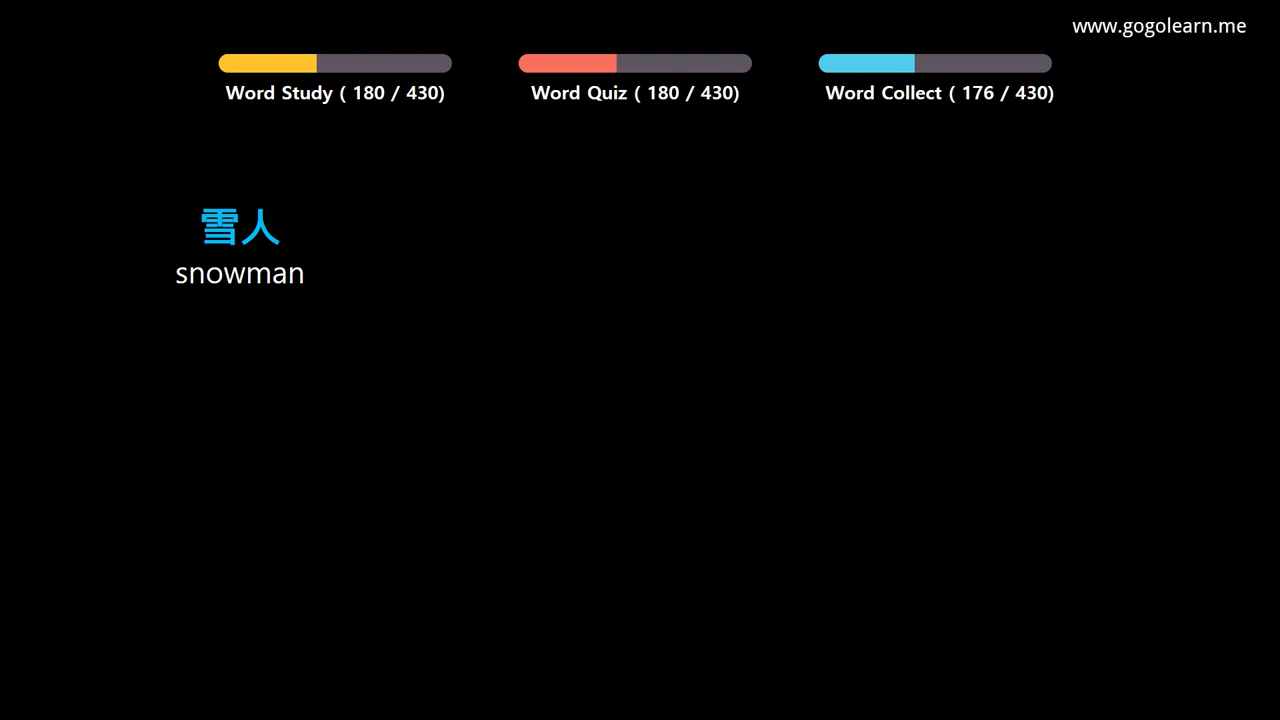 www.gogolearn.me
Word Study ( 180 / 430)
Word Quiz ( 180 / 430)
Word Collect ( 176 / 430)
雪人
snowman